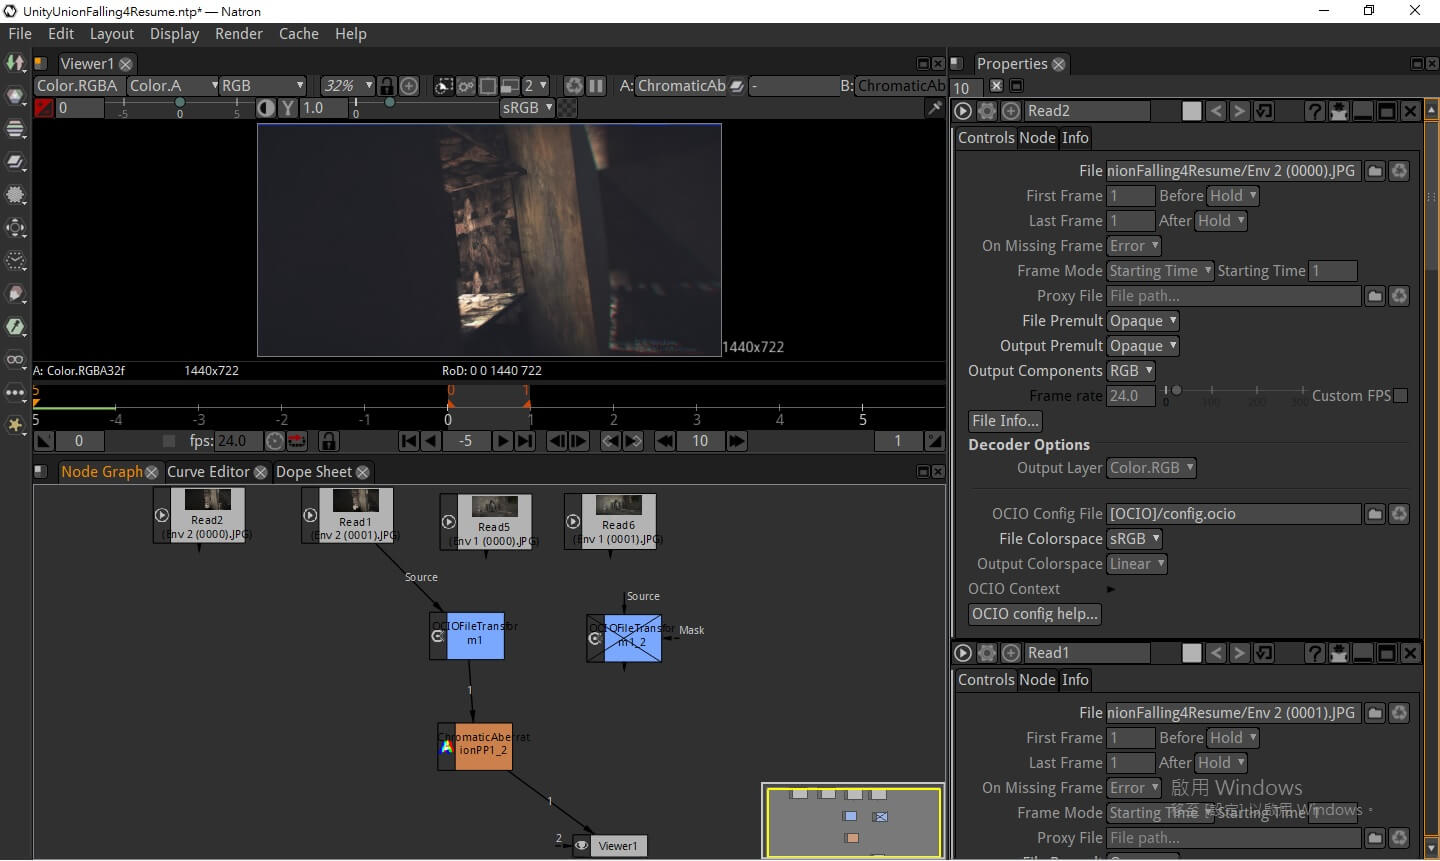 UnityUnionFalling4Resume.ntp* — Natron
File Edit Layout Display Render Cache Help
Viewer1
Properties
Color.RGBA Color.A RGB 32% 2 A: ChromaticAb - B: ChromaticAb
10
0 -5 0 5 Y 1.0 0 sRGB
Read2
Controls Node Info
File nionFalling4Resume/Env 2 (0000).JPG
First Frame 1 Before Hold
Last Frame 1 After Hold
On Missing Frame Error
Frame Mode Starting Time Starting Time 1
Proxy File File path...
File Premult Opaque
Output Premult Opaque
Output Components RGB
Frame rate 24.0 0 100 200 300 Custom FPS
File Info...
Decoder Options
Output Layer Color.RGB
OCIO Config File [OCIO]/config.ocio
File Colorspace sRGB
Output Colorspace Linear
OCIO Context
OCIO config help...
1440x722
A: Color.RGBA32f 1440x722 RoD: 0 0 1440 722
5 0 1
5 -4 -3 -2 -1 0 1 2 3 4 5
0 fps: 24.0 -5 10 1
Node Graph Curve Editor Dope Sheet
Read2
(Env 2 (0000).JPG)
Read1
(Env 2 (0001).JPG)
Read5
(Env 1 (0000).JPG)
Read6
(Env 1 (0001).JPG)
Source
Source
OCIOFileTransfor
m1
OCIOFileTransfor
m1_2
Mask
1
ChromaticAberrat
ionPP1_2
1
2
Viewer1
Read1
Controls Node Info
File nionFalling4Resume/Env 2 (0001).JPG
First Frame 1 Before Hold
Last Frame 1 After Hold
On Missing Frame Error
Frame Mode Starting Time Starting Time 1
Proxy File File path...
啟用 Windows
移至 [設定] 以啟用 Windows。